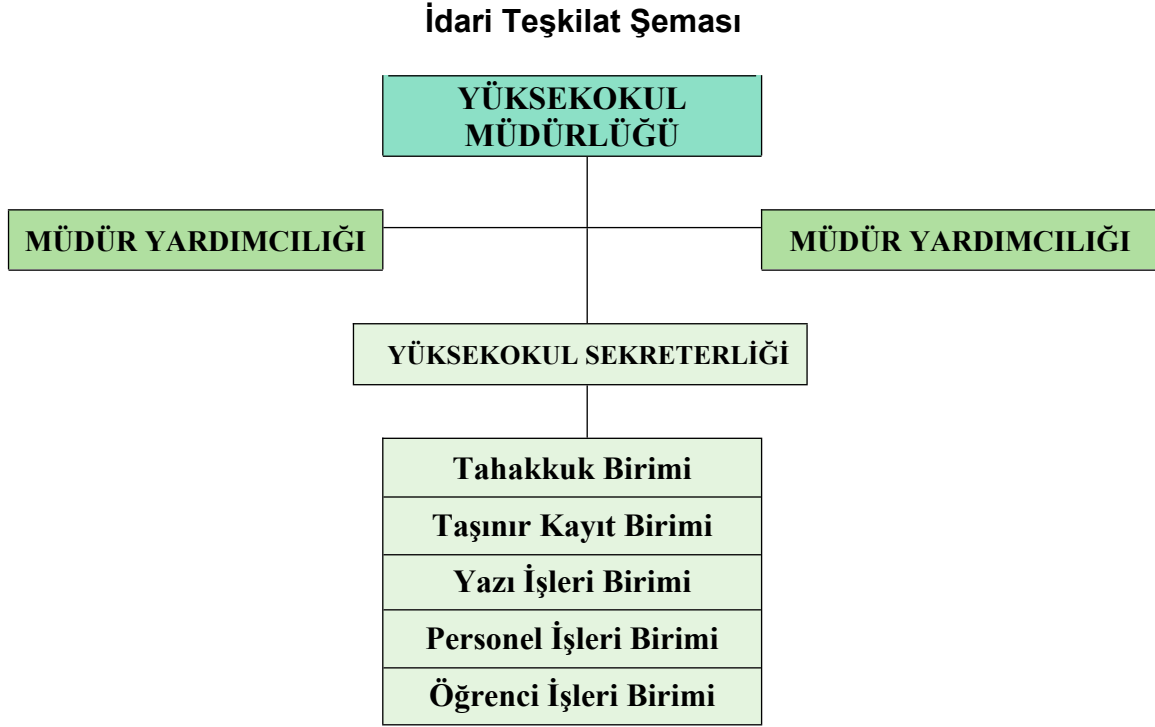 İdari Teşkilat Şeması
YÜKSEKOKUL
MÜDÜRLÜĞÜ
MÜDÜR YARDIMCILIĞI
MÜDÜR YARDIMCILIĞI
YÜKSEKOKUL SEKRETERLİĞİ
Tahakkuk Birimi
Taşınır Kayıt Birimi
Yazı İşleri Birimi
Personel İşleri Birimi
Öğrenci İşleri Birimi